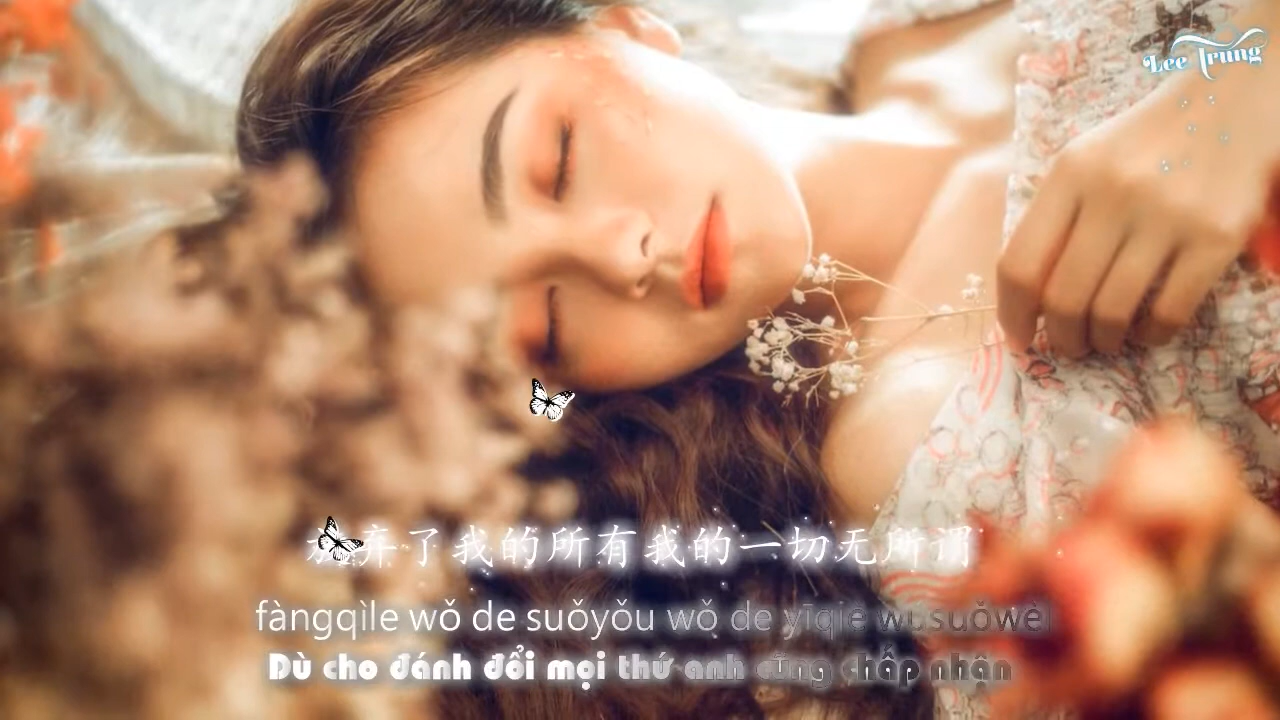 Lee Trung
放弃了我的所有我的一切无所谓
fàngqìle wǒ de suǒyǒu wǒ de yīqiè wúsuǒwèi
Dù cho đánh đổi mọi thứ anh cũng chấp nhận